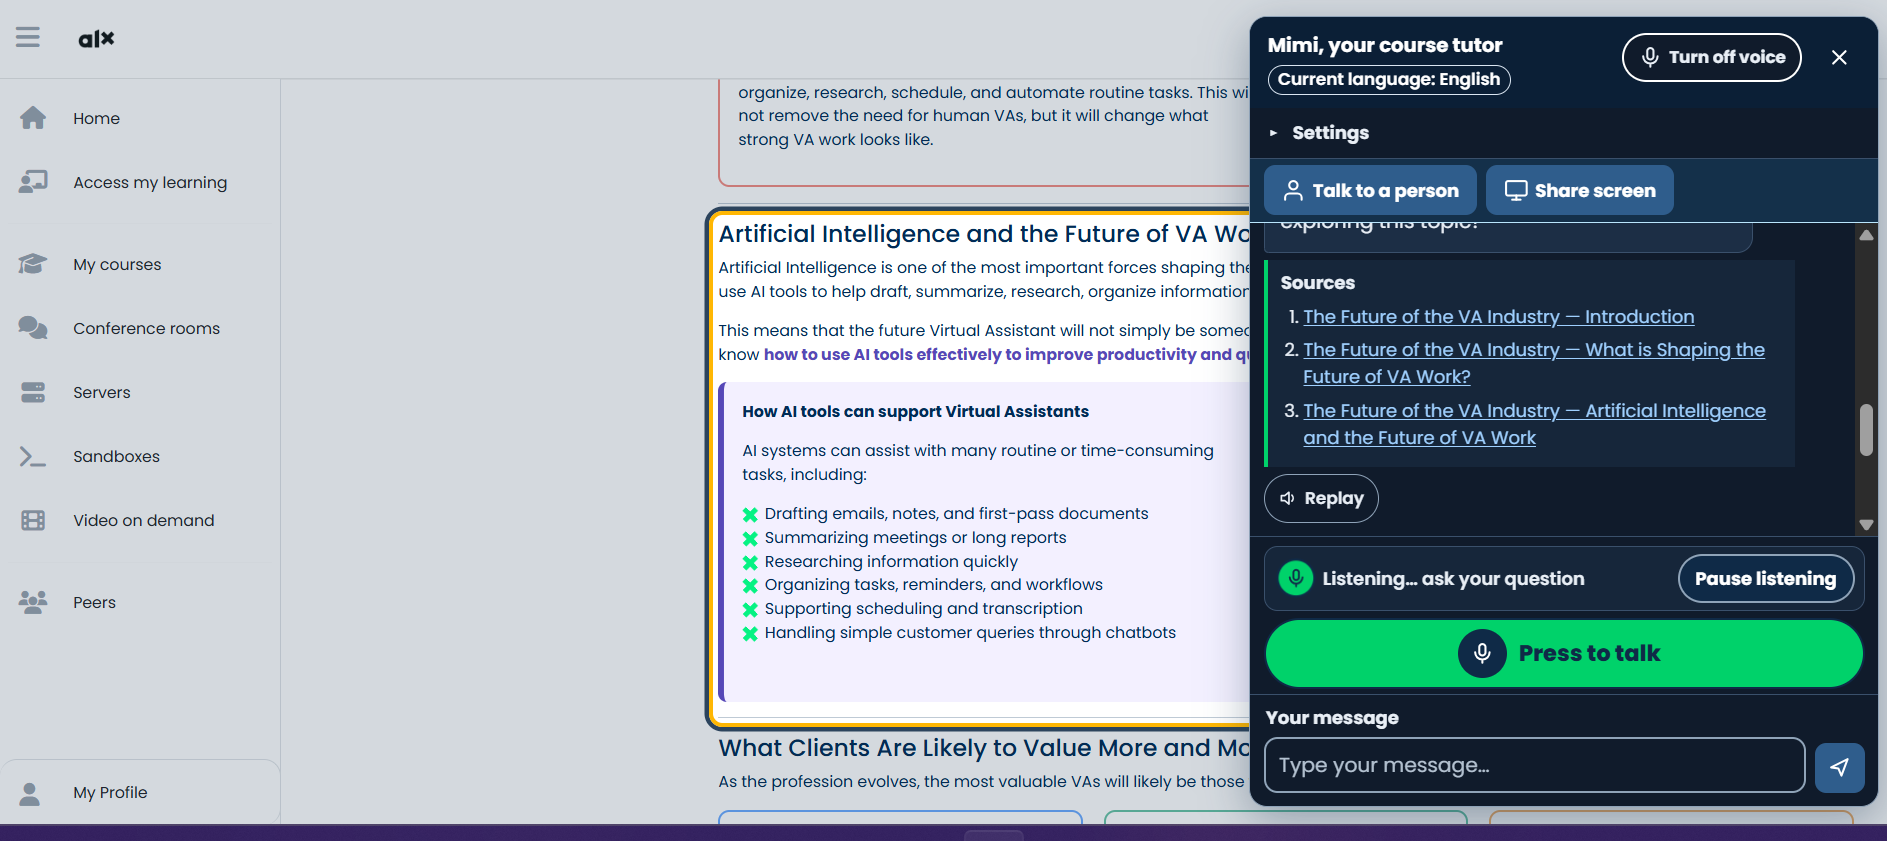 alx
Home
Access my learning
My courses
Conference rooms
Servers
Sandboxes
Video on demand
Peers
My Profile
organize, research, schedule, and automate routine tasks. This wi
not remove the need for human VAs, but it will change what
strong VA work looks like.
Artificial Intelligence and the Future of VA Wo
Artificial Intelligence is one of the most important forces shaping the
use AI tools to help draft, summarize, research, organize information
This means that the future Virtual Assistant will not simply be someo
know how to use AI tools effectively to improve productivity and qu
How AI tools can support Virtual Assistants
AI systems can assist with many routine or time-consuming
tasks, including:
Drafting emails, notes, and first-pass documents
Summarizing meetings or long reports
Researching information quickly
Organizing tasks, reminders, and workflows
Supporting scheduling and transcription
Handling simple customer queries through chatbots
What Clients Are Likely to Value More and Mo
As the profession evolves, the most valuable VAs will likely be those
Mimi, your course tutor
Current language: English
Turn off voice
Settings
Talk to a person
Share screen
exploring this topic?
Sources
1. The Future of the VA Industry — Introduction
2. The Future of the VA Industry — What is Shaping the
Future of VA Work?
3. The Future of the VA Industry — Artificial Intelligence
and the Future of VA Work
Replay
Listening... ask your question
Pause listening
Press to talk
Your message
Type your message...